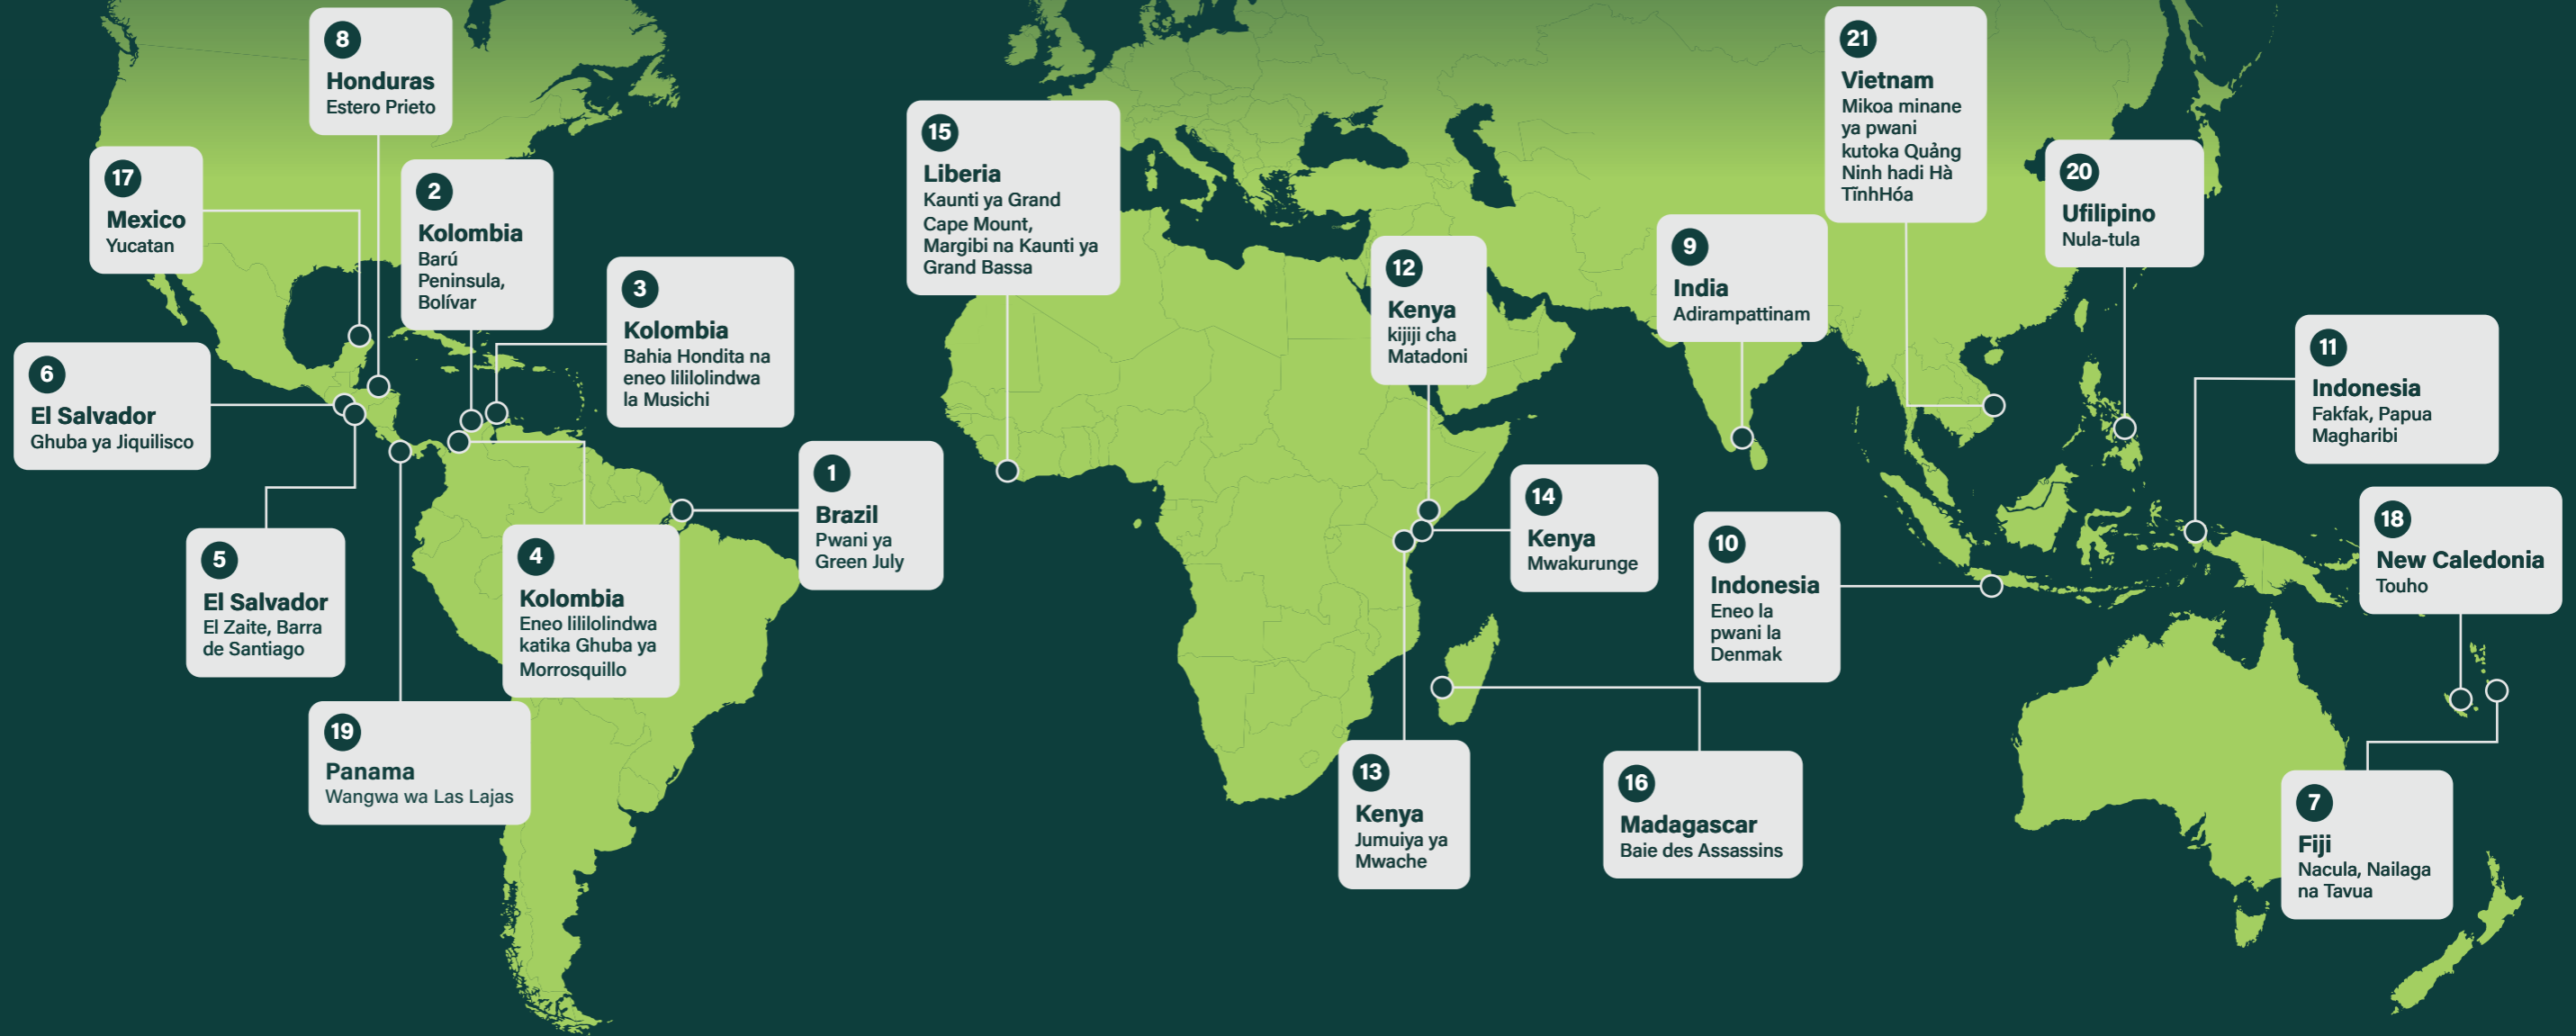 8
Honduras
Estero Prieto
17
Mexico
Yucatan
2
Kolombia
Barú
Peninsula,
Bolívar
3
Kolombia
Bahia Hondita na
eneo lililolindwa
la Musichi
6
El Salvador
Ghuba ya Jiquilisco
5
El Salvador
El Zaite, Barra
de Santiago
4
Kolombia
Eneo lililolindwa
katika Ghuba ya
Morrosquillo
1
Brazil
Pwani ya
Green July
19
Panama
Wangwa wa Las Lajas
15
Liberia
Kaunti ya Grand
Cape Mount,
Margibi na Kaunti ya
Grand Bassa
12
Kenya
kijiji cha
Matadoni
14
Kenya
Mwakurunge
13
Kenya
Jumuiya ya
Mwache
16
Madagascar
Baie des Assassins
9
India
Adirampattinam
21
Vietnam
Mikoa minane
ya pwani
kutoka Quảng
Ninh hadi Hà
TĩnhHóa
20
Ufilipino
Nula-tula
10
Indonesia
Eneo la
pwani la
Denmak
11
Indonesia
Fakfak, Papua
Magharibi
18
New Caledonia
Touho
7
Fiji
Nacula, Nailaga
na Tavua